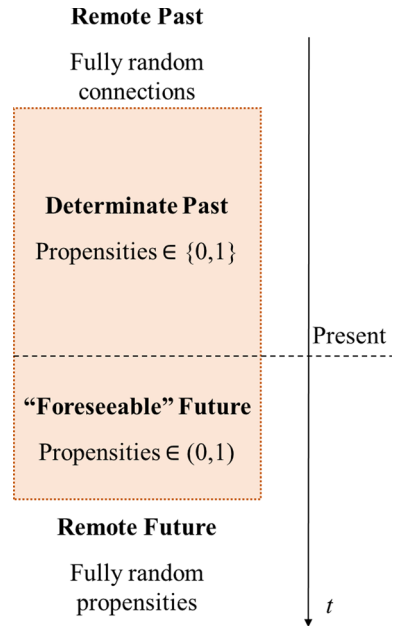 Remote Past
Fully random
connections
Determinate Past
Propensities ∈ {0,1}
Present
“Foreseeable” Future
Propensities ∈ (0,1)
Remote Future
Fully random
propensities
t